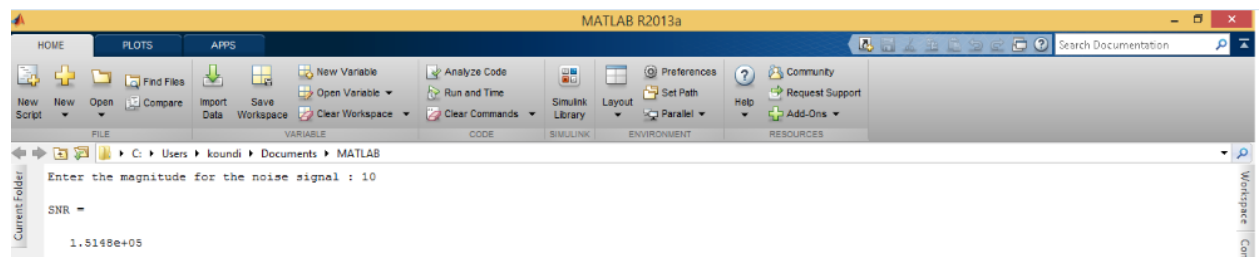 MATLAB R2013a
HOME PLOTS APPS
Search Documentation
New Script
New
Open
Find Files
Compare
Import Data
Save Workspace
New Variable
Open Variable
Clear Workspace
Analyze Code
Run and Time
Clear Commands
Simulink Library
Layout
Preferences
Set Path
Parallel
Help
Community
Request Support
Add-Ons
FILE VARIABLE CODE SIMULINK ENVIRONMENT RESOURCES
C: Users koundi Documents MATLAB
Current Folder
Enter the magnitude for the noise signal : 10
SNR =
1.5148e+05
Workspace